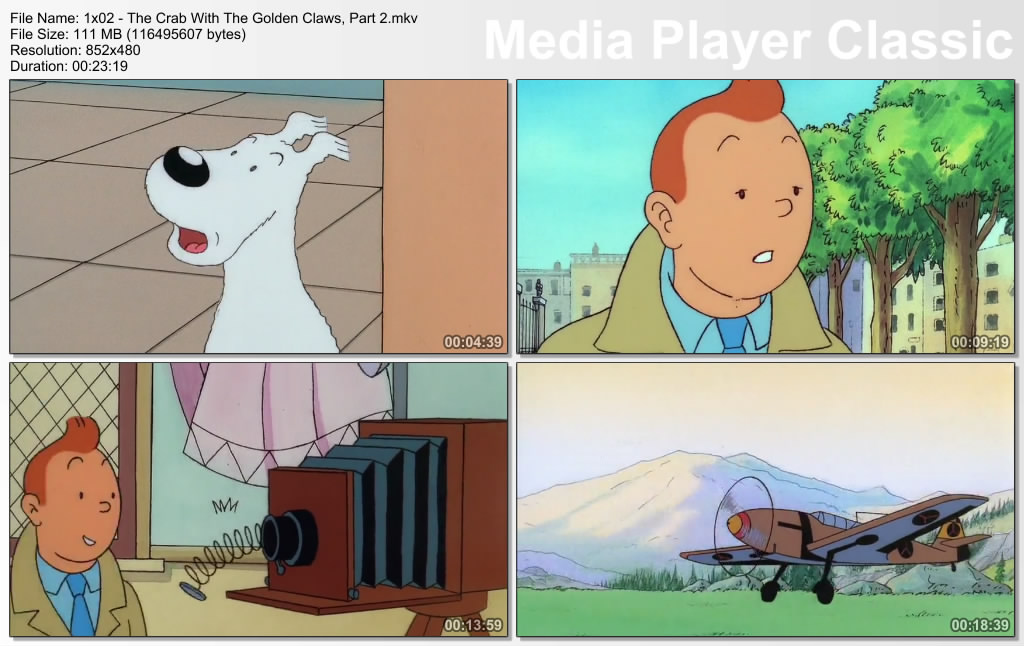 File Name: 1x02 - The Crab With The Golden Claws, Part 2.mkv
File Size: 111 MB (116495607 bytes)
Resolution: 852x480
Duration: 00:23:19
Media Player Classic
00:04:39
00:09:19
00:13:59
00:18:39